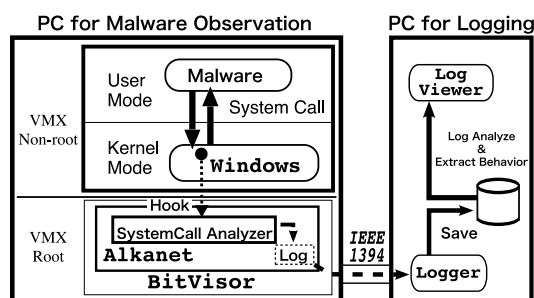 PC for Malware Observation
PC for Logging
VMX
Non-root
User
Mode
Malware
System Call
Kernel
Mode
Windows
VMX
Root
Hook
SystemCall Analyzer
Log
Alkanet
BitVisor
IEEE
1394
Log
Viewer
Log Analyze
&
Extract Behavior
Save
Logger